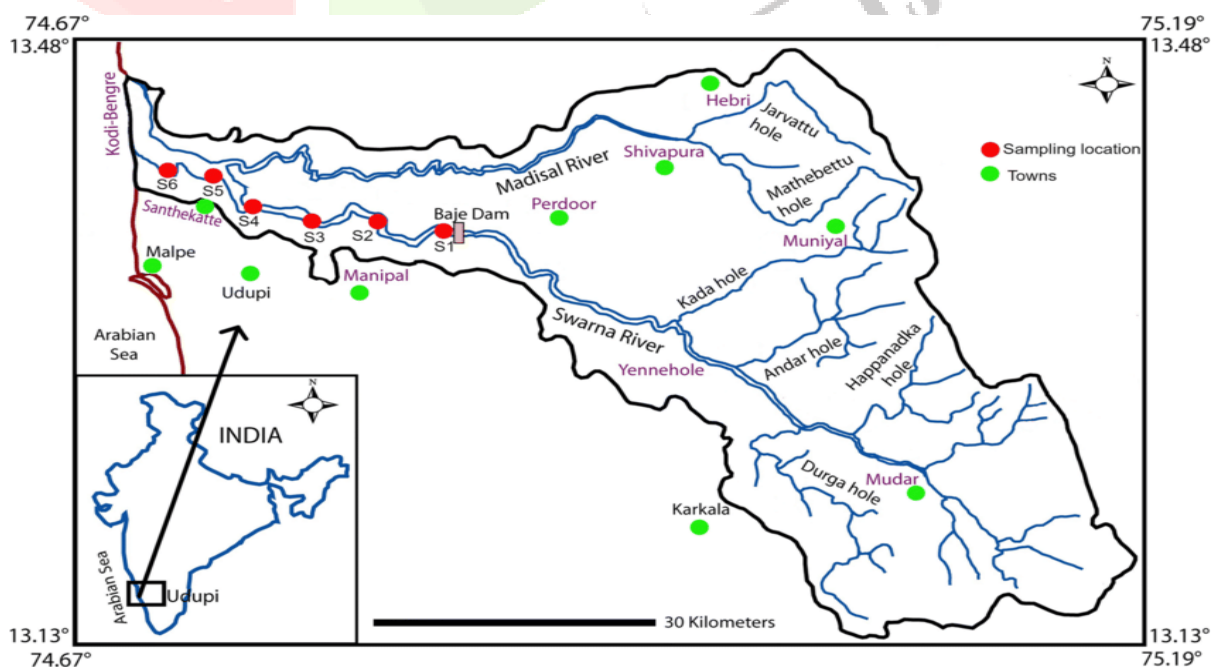 74.67°
75.19°
13.48°
13.48°
N
Kodi-Bengre
Hebri
Jarvattu
hole
Sampling location
Towns
Shivapura
Madisal River
Mathebettu
hole
S6
S5
Santhekatte
S4
S3
S2
Baje Dam
S1
Perdoor
Muniyal
Malpe
Udupi
Manipal
Kada hole
Swarna River
Arabian
Sea
Yennehole
Andar hole
Happanadka
hole
N
INDIA
Durga hole
Mudar
Karkala
Arabian Sea
Udupi
30 Kilometers
13.13°
13.13°
74.67°
75.19°